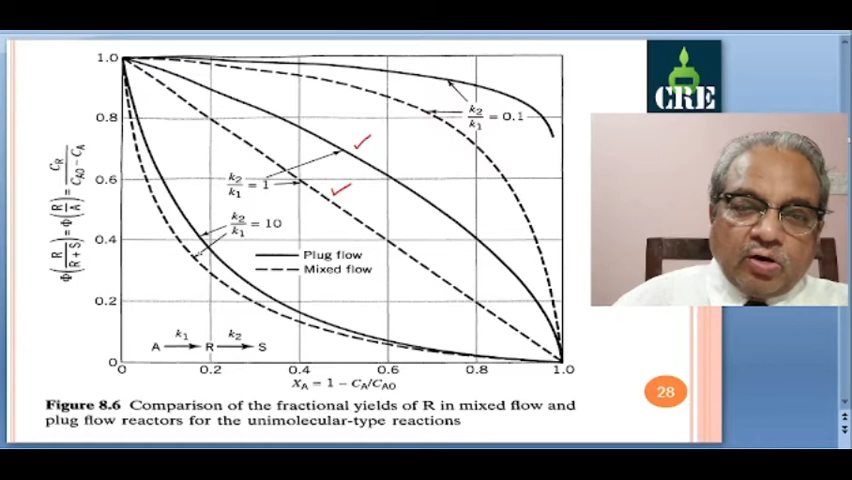 1.0
0.8
0.6
0.4
0.2
0
Φ(R/R + S) = Φ(R/A) = C_R/C_A0 − C_A
k2/k1 = 0.1
k2/k1 = 1
k2/k1 = 10
Plug flow
Mixed flow
A —k1→ R —k2→ S
0 0.2 0.4 0.6 0.8 1.0
X_A = 1 − C_A/C_A0
CRE
28
Figure 8.6 Comparison of the fractional yields of R in mixed flow and
plug flow reactors for the unimolecular-type reactions